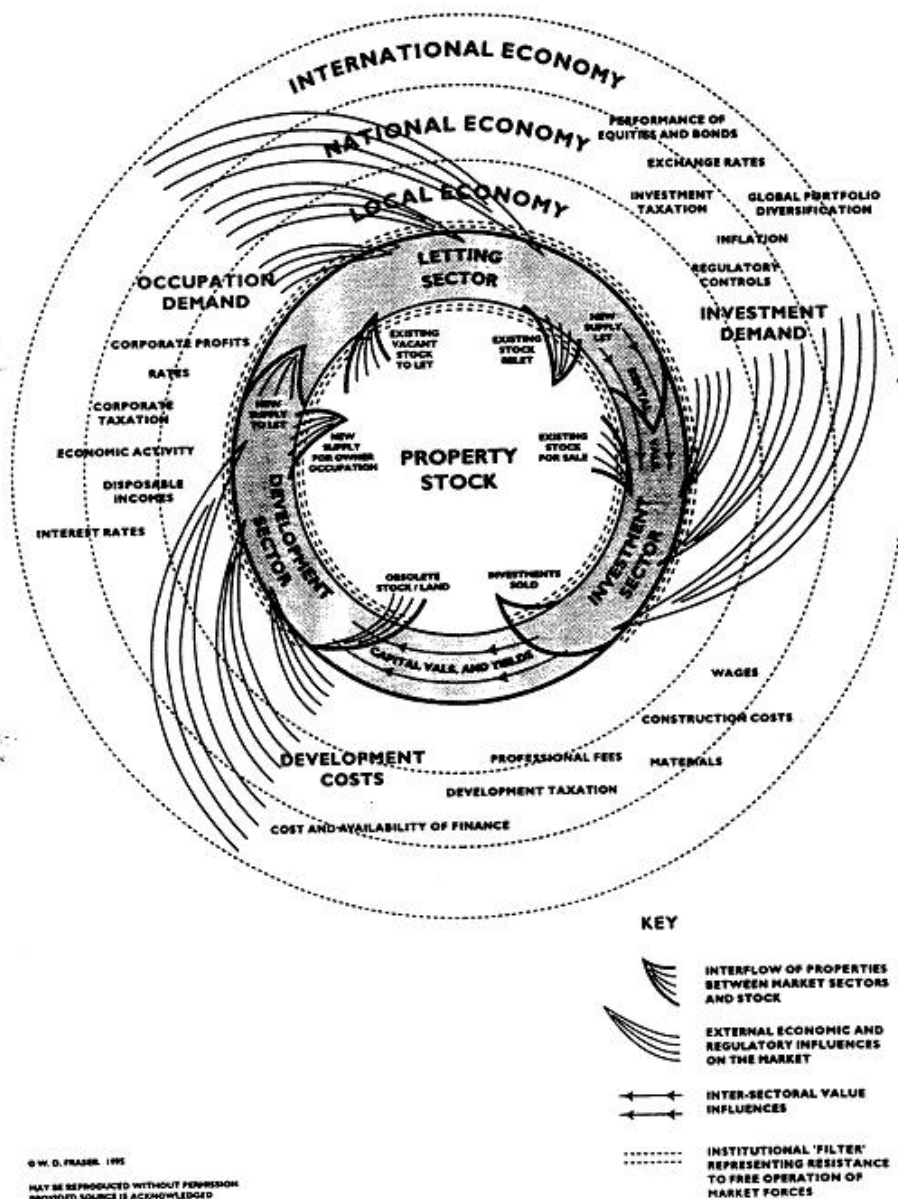 INTERNATIONAL ECONOMY
NATIONAL ECONOMY
LOCAL ECONOMY
PERFORMANCE OF
EQUITIES AND BONDS
EXCHANGE RATES
INVESTMENT
TAXATION
GLOBAL PORTFOLIO
DIVERSIFICATION
INFLATION
REGULATORY
CONTROLS
INVESTMENT
DEMAND
OCCUPATION
DEMAND
CORPORATE PROFITS
RATES
CORPORATE
TAXATION
ECONOMIC ACTIVITY
DISPOSABLE
INCOMES
INTEREST RATES
LETTING
SECTOR
EXISTING
VACANT
STOCK
TO LET
EXISTING
STOCK
RELET
NEW
SUPPLY
LET
RENTAL
VALS.
NEW
SUPPLY
TO LET
NEW
SUPPLY
FOR OWNER
OCCUPATION
EXISTING
STOCK
FOR SALE
PROPERTY
STOCK
DEVELOPMENT
SECTOR
INVESTMENT
SECTOR
OBSOLETE
STOCK / LAND
INVESTMENTS
SOLD
CAPITAL VALS. AND YIELDS
DEVELOPMENT
COSTS
WAGES
CONSTRUCTION COSTS
PROFESSIONAL FEES
MATERIALS
DEVELOPMENT TAXATION
COST AND AVAILABILITY OF FINANCE
KEY
INTERFLOW OF PROPERTIES
BETWEEN MARKET SECTORS
AND STOCK
EXTERNAL ECONOMIC AND
REGULATORY INFLUENCES
ON THE MARKET
INTER-SECTORAL VALUE
INFLUENCES
INSTITUTIONAL 'FILTER'
REPRESENTING RESISTANCE
TO FREE OPERATION OF
MARKET FORCES
© W. D. FRASER 1995
MAY BE REPRODUCED WITHOUT PERMISSION
PROVIDED SOURCE IS ACKNOWLEDGED